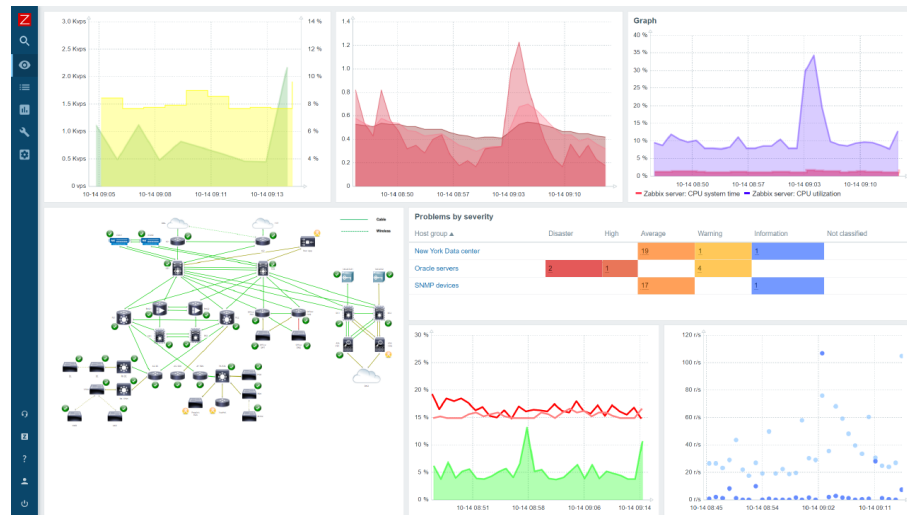 Z
3.0 Kvps
2.5 Kvps
2.0 Kvps
1.5 Kvps
1.0 Kvps
0.5 Kvps
0 vps
14 %
12 %
10 %
8 %
6 %
4 %
10-14 09:05
10-14 09:08
10-14 09:11
10-14 09:13
1.4
1.2
1
0.8
0.6
0.4
0.2
0
10-14 08:50
10-14 08:57
10-14 09:03
10-14 09:10
Graph
40 %
35 %
30 %
25 %
20 %
15 %
10 %
5 %
0 %
10-14 08:50
10-14 08:57
10-14 09:03
10-14 09:10
Zabbix server: CPU system time
Zabbix server: CPU utilization
Cable
Wireless
Problems by severity
Host group ▲ Disaster High Average Warning Information Not classified
New York Data center 19 1 1
Oracle servers 2 1 4
SNMP devices 17 1
30 %
25 %
20 %
15 %
10 %
5 %
0 %
10-14 08:51
10-14 08:58
10-14 09:06
10-14 09:14
120 r/s
100 r/s
80 r/s
60 r/s
40 r/s
20 r/s
0 r/s
10-14 08:45
10-14 08:54
10-14 09:02
10-14 09:11
Z
?